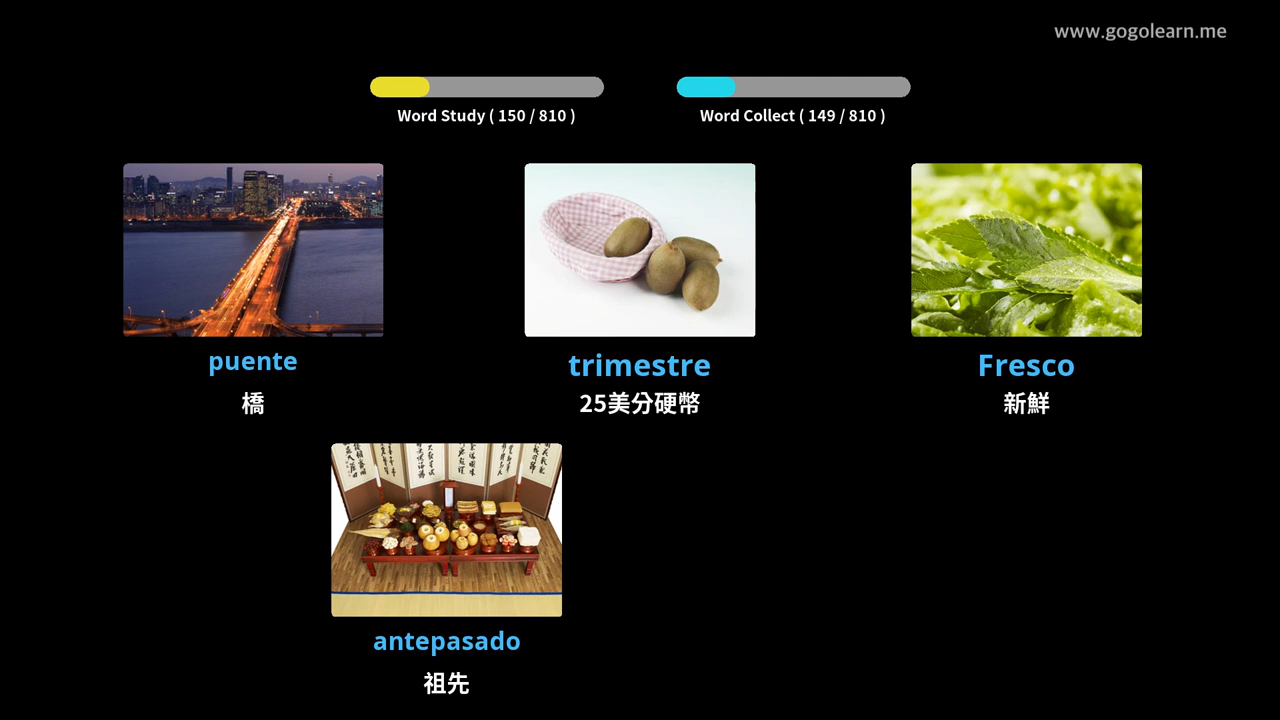 www.gogolearn.me
Word Study ( 150 / 810 )
Word Collect ( 149 / 810 )
puente
橋
trimestre
25美分硬幣
Fresco
新鮮
antepasado
祖先